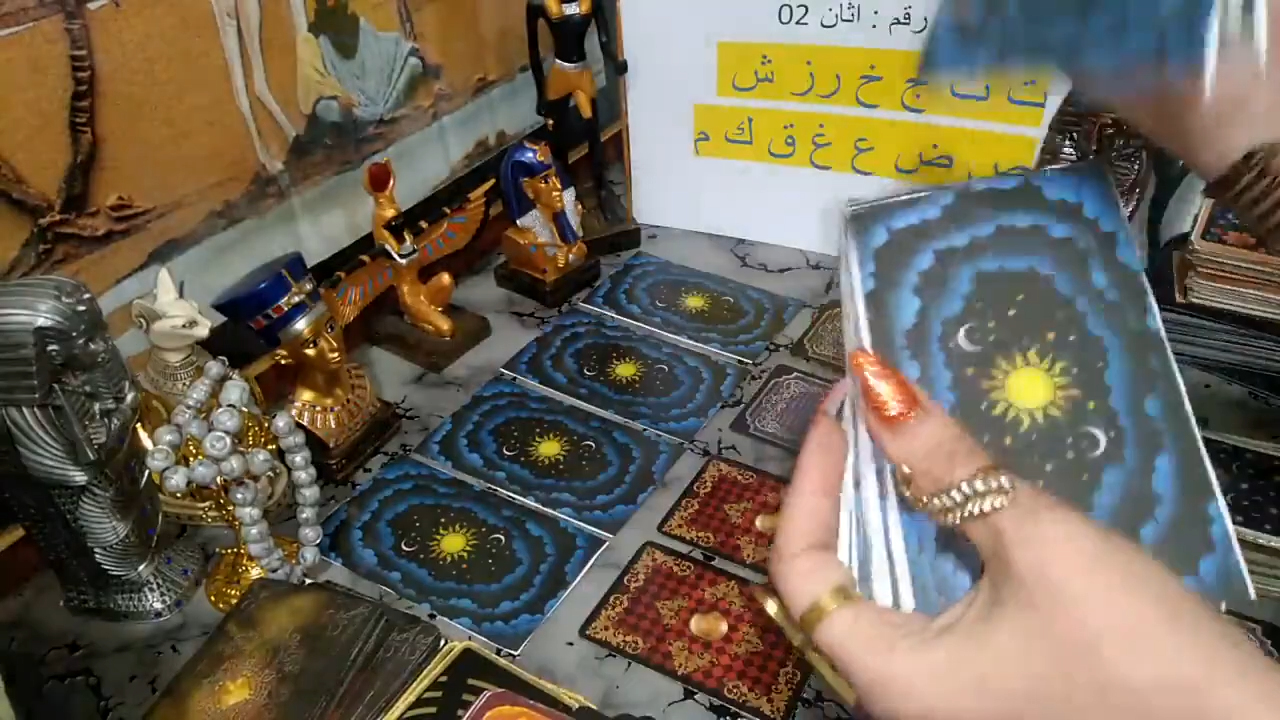 رقم : اثان 02
ت ب ج خ ر ز ش
ص ض ع غ ق ك م